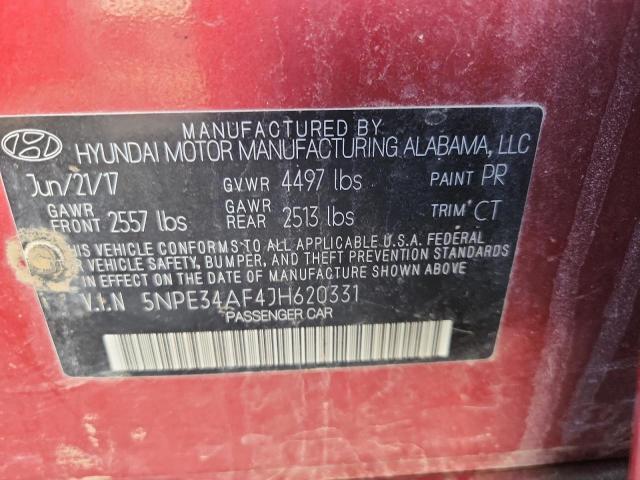 MANUFACTURED BY
HYUNDAI MOTOR MANUFACTURING ALABAMA, LLC
Jun/21/17 GVWR 4497 lbs PAINT PR
GAWR FRONT 2557 lbs GAWR REAR 2513 lbs TRIM CT
THIS VEHICLE CONFORMS TO ALL APPLICABLE U.S.A. FEDERAL
VEHICLE SAFETY, BUMPER, AND THEFT PREVENTION STANDARDS
IN EFFECT ON THE DATE OF MANUFACTURE SHOWN ABOVE.
V.I.N 5NPE34AF4JH620331
PASSENGER CAR